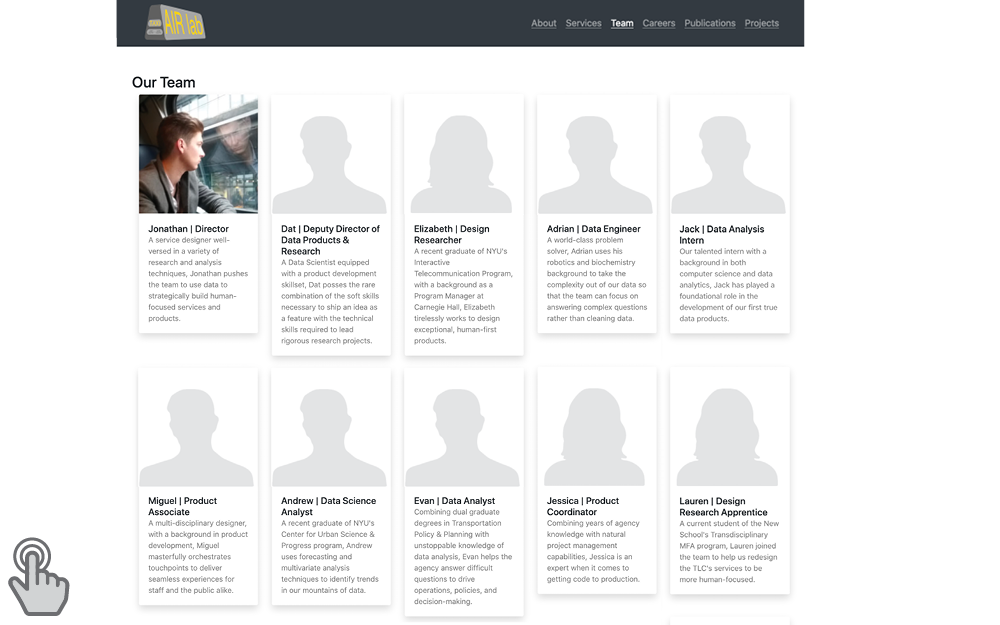 AIR lab
About Services Team Careers Publications Projects
Our Team
Jonathan | Director
A service designer well-
versed in a variety of
research and analysis
techniques, Jonathan pushes
the team to use data to
strategically build human-
focused services and
products.
Dat | Deputy Director of
Data Products &
Research
A Data Scientist equipped
with a product development
skillset, Dat posses the rare
combination of the soft skills
necessary to ship an idea as
a feature with the technical
skills required to lead
rigorous research projects.
Elizabeth | Design
Researcher
A recent graduate of NYU's
Interactive
Telecommunication Program,
with a background as a
Program Manager at
Carnegie Hall, Elizabeth
tirelessly works to design
exceptional, human-first
products.
Adrian | Data Engineer
A world-class problem
solver, Adrian uses his
robotics and biochemistry
background to take the
complexity out of our data so
that the team can focus on
answering complex questions
rather than cleaning data.
Jack | Data Analysis
Intern
Our talented intern with a
background in both
computer science and data
analytics, Jack has played a
foundational role in the
development of our first true
data products.
Miguel | Product
Associate
A multi-disciplinary designer,
with a background in product
development, Miguel
masterfully orchestrates
touchpoints to deliver
seamless experiences for
staff and the public alike.
Andrew | Data Science
Analyst
A recent graduate of NYU's
Center for Urban Science &
Progress program, Andrew
uses forecasting and
multivariate analysis
techniques to identify trends
in our mountains of data.
Evan | Data Analyst
Combining dual graduate
degrees in Transportation
Policy & Planning with
unstoppable knowledge of
data analysis, Evan helps the
agency answer difficult
questions to drive
operations, policies, and
decision-making.
Jessica | Product
Coordinator
Combining years of agency
knowledge with natural
project management
capabilities, Jessica is an
expert when it comes to
getting code to production.
Lauren | Design
Research Apprentice
A current student of the New
School's Transdisciplinary
MFA program, Lauren joined
the team to help us redesign
the TLC's services to be
more human-focused.